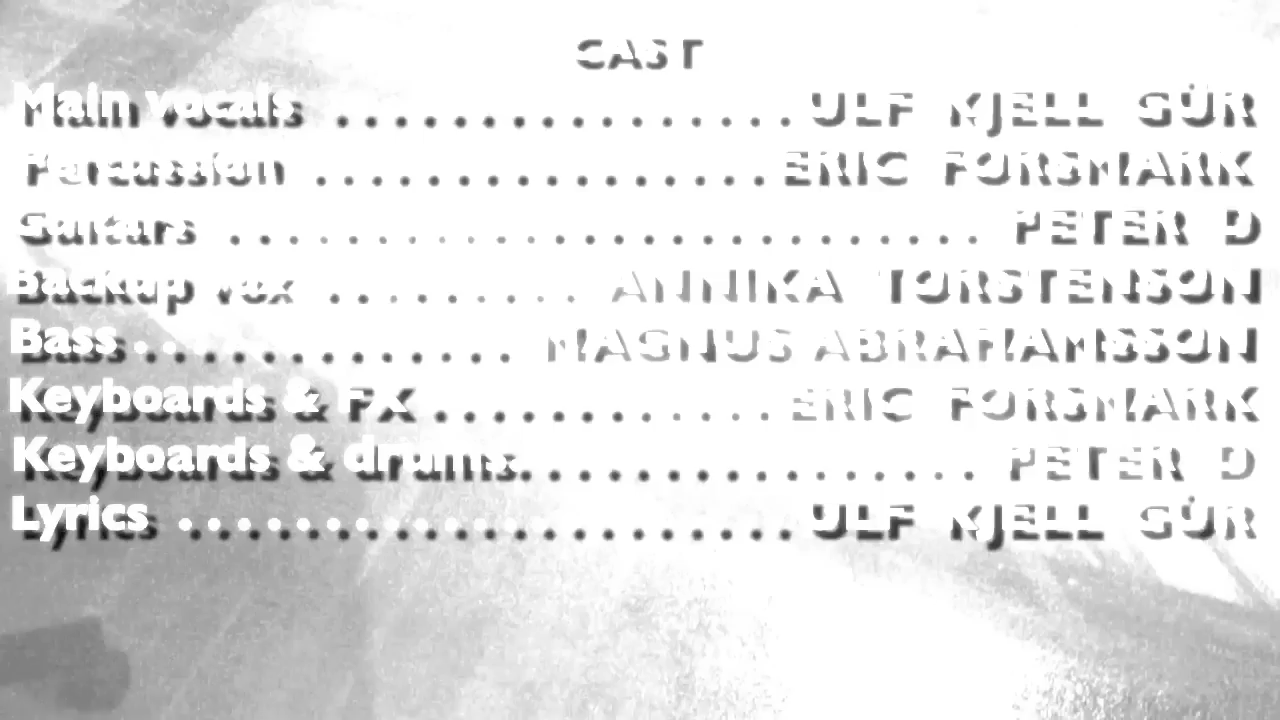 CAST
Main vocals ................ ULF KJELL GÜR
Percussion ................ ERIC FORSMARK
Guitars .......................... PETER D
Backup vox ......... ANNIKA TORSTENSON
Bass ............. MAGNUS ABRAHAMSSON
Keyboards & FX ............ ERIC FORSMARK
Keyboards & drums................ PETER D
Lyrics ..................... ULF KJELL GÜR